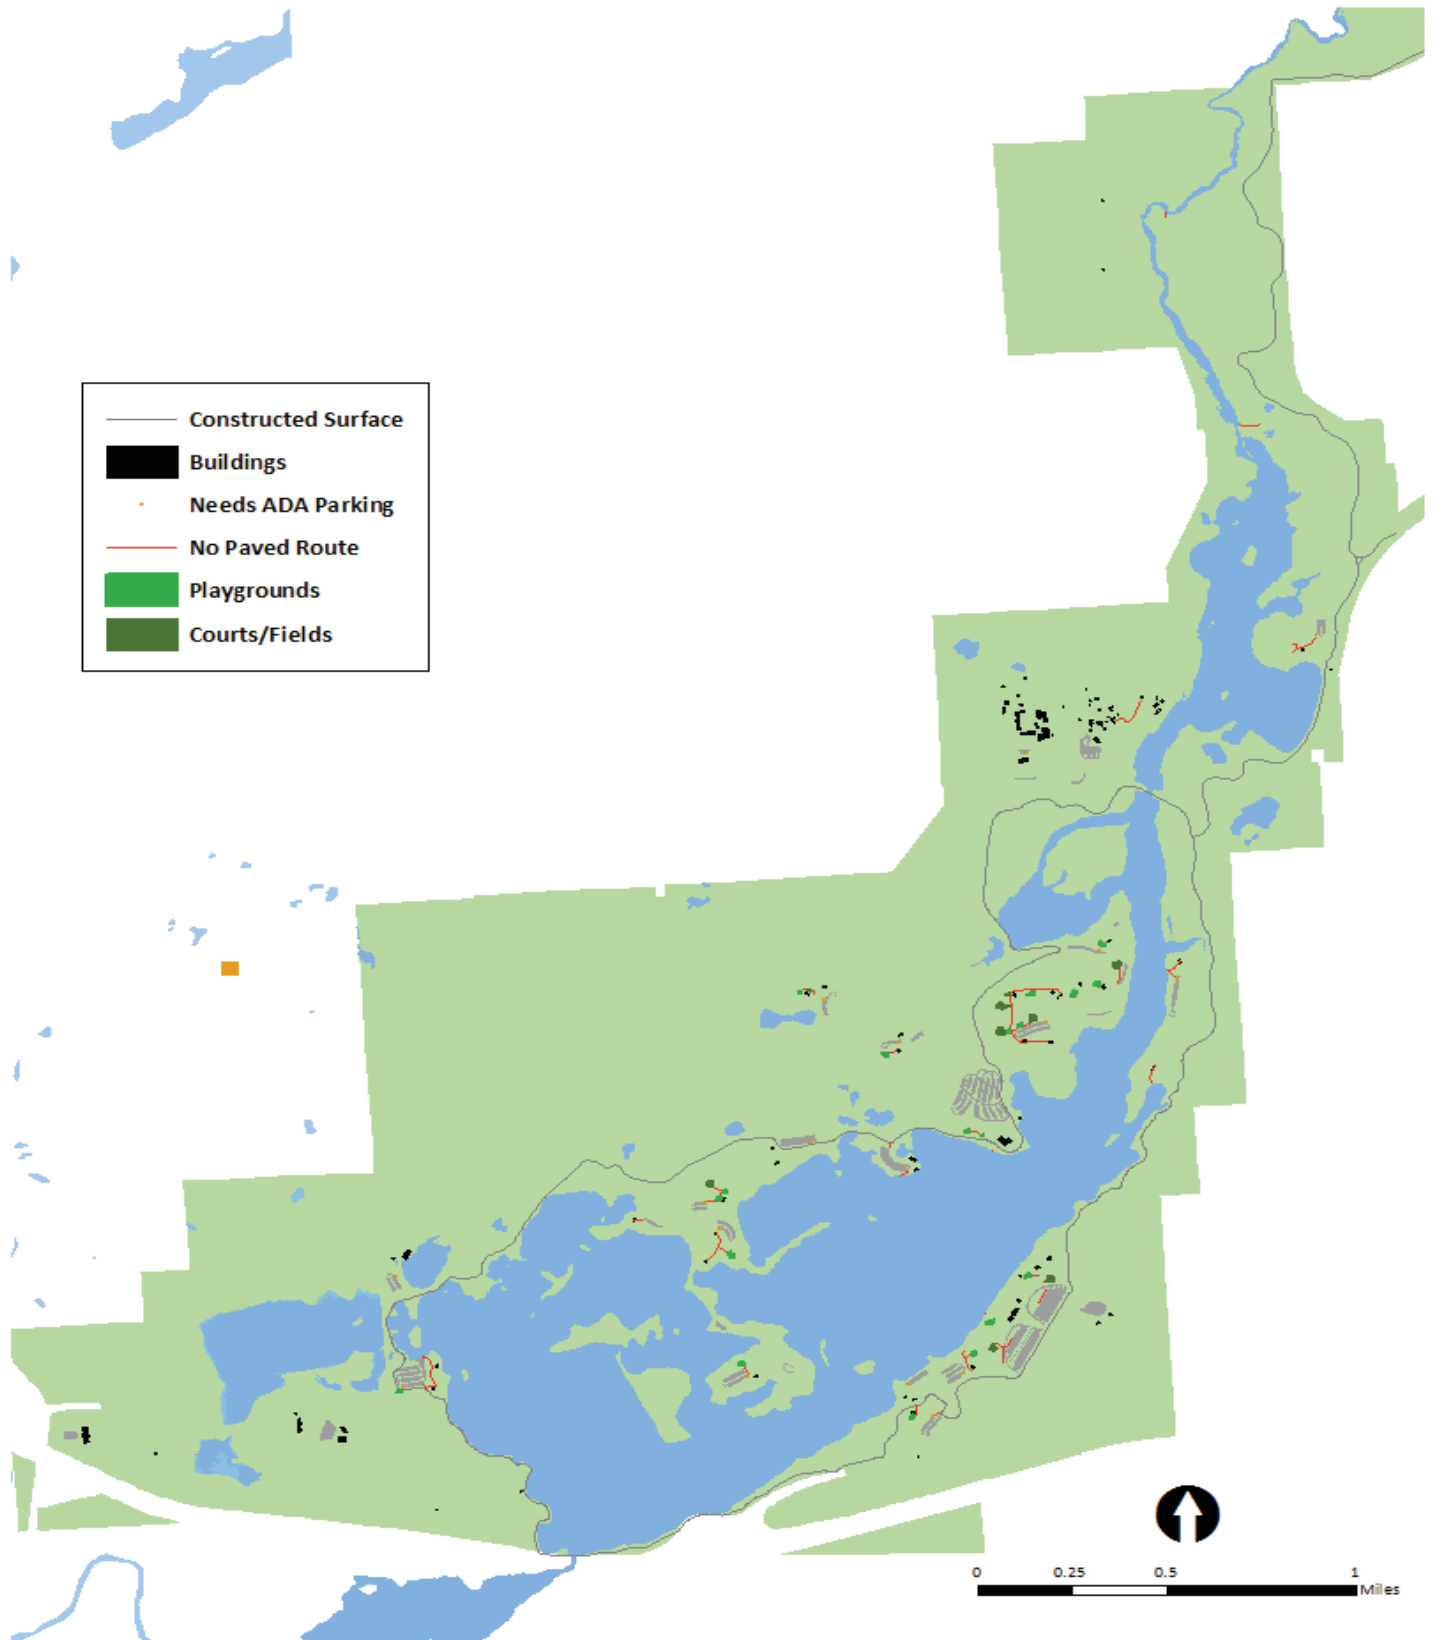 Constructed Surface
Buildings
Needs ADA Parking
No Paved Route
Playgrounds
Courts/Fields
0 0.25 0.5 1
Miles